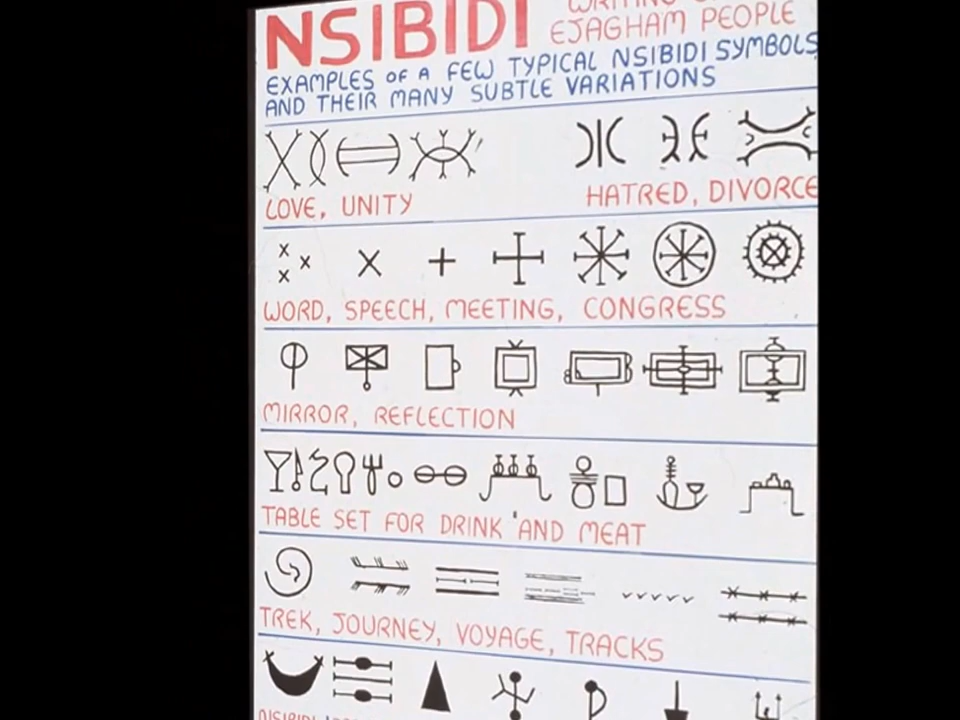 NSIBIDI
EJAGHAM PEOPLE
EXAMPLES OF A FEW TYPICAL NSIBIDI SYMBOLS
AND THEIR MANY SUBTLE VARIATIONS
LOVE, UNITY
HATRED, DIVORCE
WORD, SPEECH, MEETING, CONGRESS
MIRROR, REFLECTION
TABLE SET FOR DRINK AND MEAT
TREK, JOURNEY, VOYAGE, TRACKS
NSIBIDI